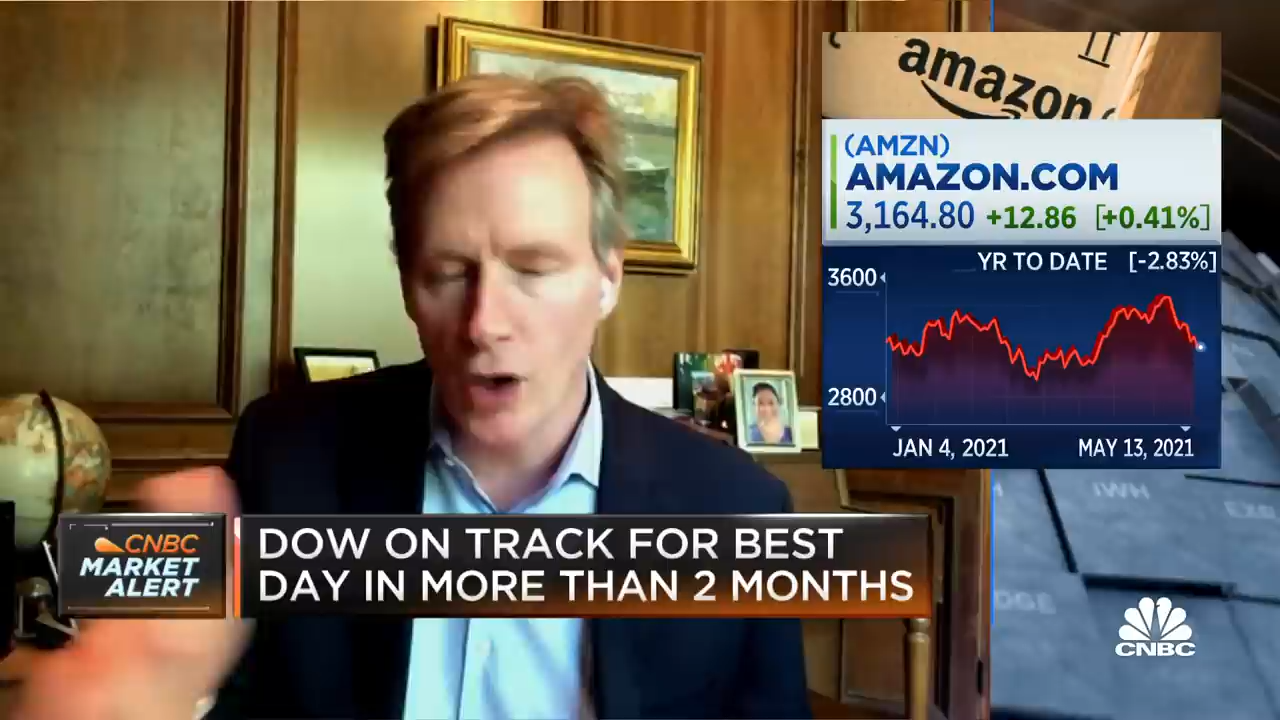 amazon
(AMZN)
AMAZON.COM
3,164.80 +12.86 [+0.41%]
YR TO DATE [-2.83%]
3600
2800
JAN 4, 2021 MAY 13, 2021
CNBC
MARKET
ALERT
DOW ON TRACK FOR BEST
DAY IN MORE THAN 2 MONTHS
IWH
CNBC